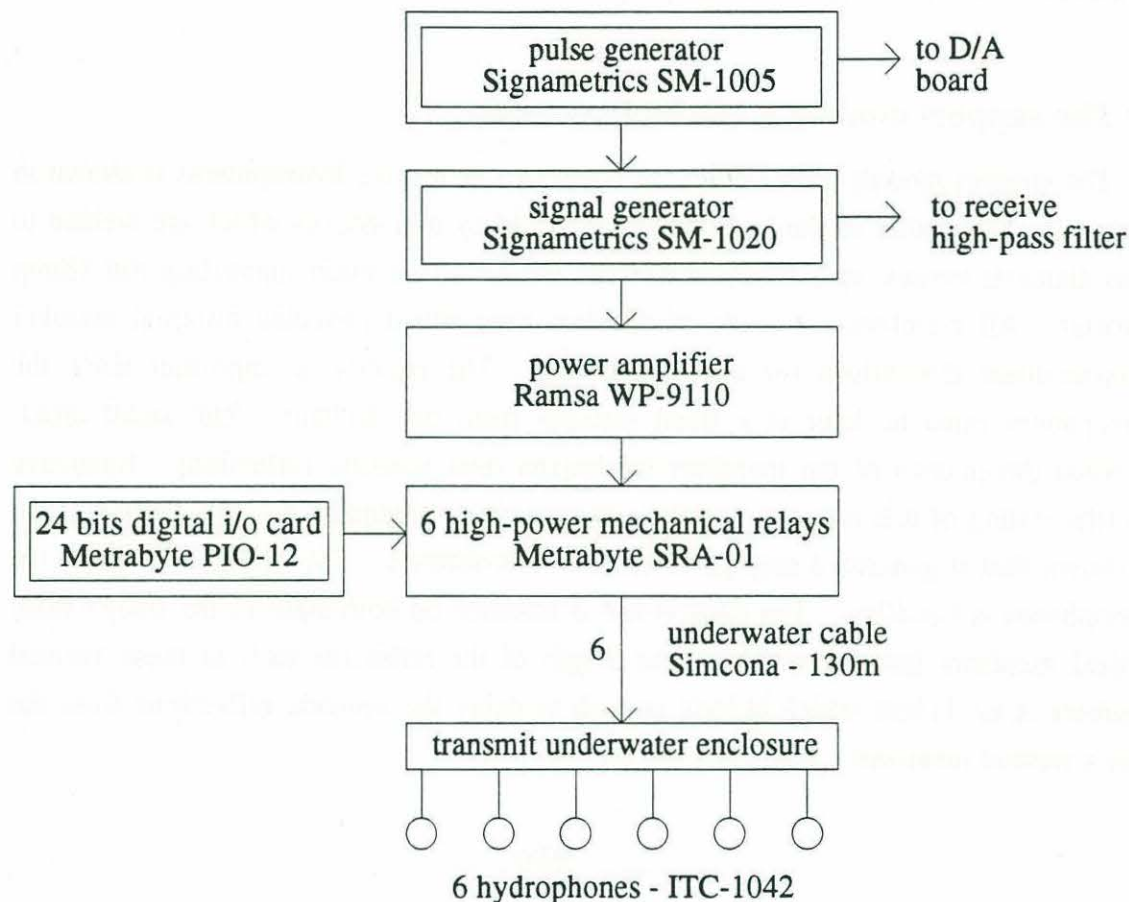 pulse generator
Signametrics SM-1005
to D/A
board
signal generator
Signametrics SM-1020
to receive
high-pass filter
power amplifier
Ramsa WP-9110
24 bits digital i/o card
Metrabyte PIO-12
6 high-power mechanical relays
Metrabyte SRA-01
6
underwater cable
Simcona - 130m
transmit underwater enclosure
6 hydrophones - ITC-1042